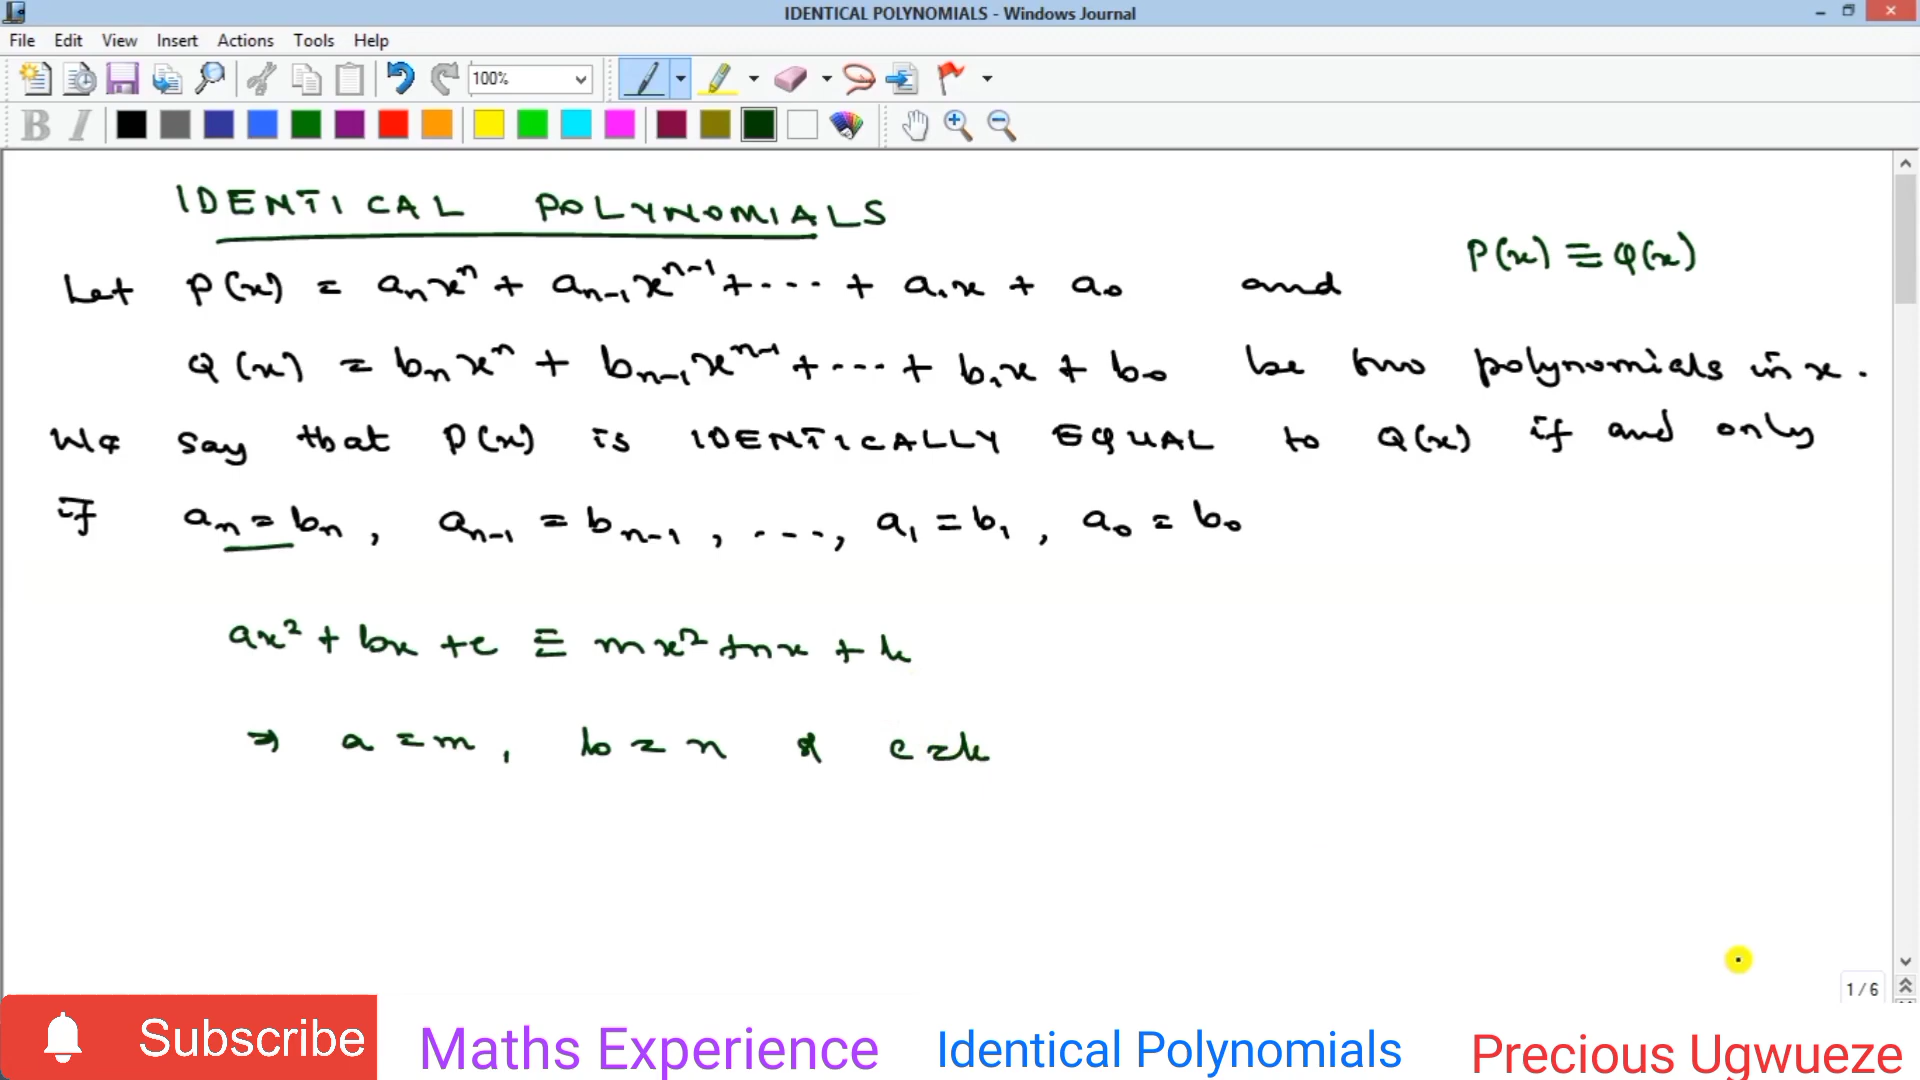 IDENTICAL POLYNOMIALS - Windows Journal
File Edit View Insert Actions Tools Help
100%
B I
IDENTICAL POLYNOMIALS
P(x) ≡ Q(x)
Let P(x) = aₙxⁿ + aₙ₋₁xⁿ⁻¹ + ... + a₁x + a₀ and
Q(x) = bₙxⁿ + bₙ₋₁xⁿ⁻¹ + ... + b₁x + b₀ be two polynomials in x.
We say that P(x) is IDENTICALLY EQUAL to Q(x) if and only
if aₙ = bₙ, aₙ₋₁ = bₙ₋₁, ..., a₁ = b₁, a₀ = b₀
ax² + bx + c ≡ mx² + nx + k
⇒ a = m, b = n & c = k
1 / 6
Subscribe Maths Experience Identical Polynomials Precious Ugwueze